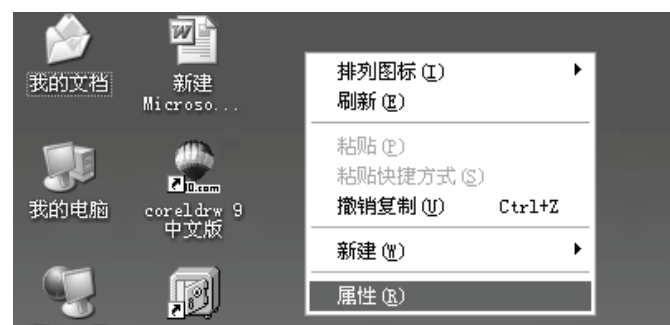 我的文档
新建
Microso...
我的电脑
coreldrw 9
中文版
排列图标(I)
刷新(E)
粘贴(P)
粘贴快捷方式(S)
撤销复制(U) Ctrl+Z
新建(W)
属性(R)